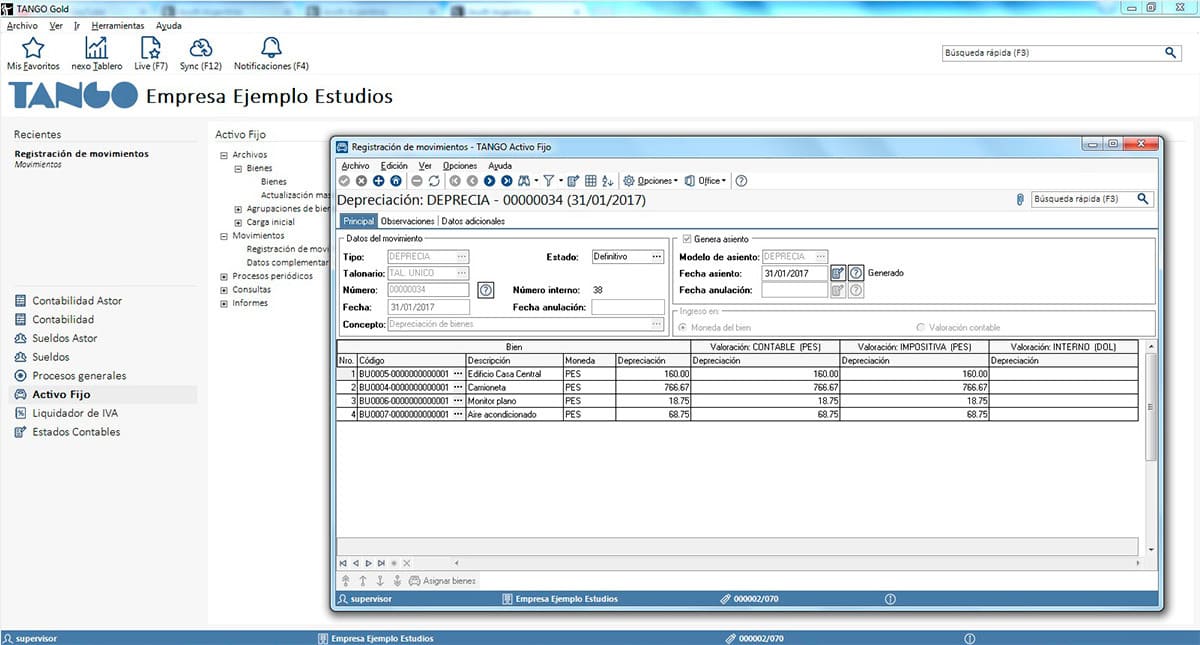 TANGO Gold
Archivo Ver Ir Herramientas Ayuda
Mis Favoritos nexo Tablero Live (F7) Sync (F12) Notificaciones (F4)
Búsqueda rápida (F3)
TANGO Empresa Ejemplo Estudios
Recientes
Registración de movimientos
Movimientos
Contabilidad Astor
Contabilidad
Sueldos Astor
Sueldos
Procesos generales
Activo Fijo
Liquidador de IVA
Estados Contables
Activo Fijo
Archivos
Bienes
Bienes
Actualización mas
Agrupaciones de bier
Carga inicial
Movimientos
Registración de movi
Datos complementar
Procesos periódicos
Consultas
Informes
Registración de movimientos - TANGO Activo Fijo
Archivo Edición Ver Opciones Ayuda
Opciones Office
Depreciación: DEPRECIA - 00000034 (31/01/2017)
Búsqueda rápida (F3)
Principal Observaciones Datos adicionales
Datos del movimiento
Tipo: DEPRECIA Estado: Definitivo
Talonario: TAL. UNICO
Número: 00000034 Número interno: 38
Fecha: 31/01/2017 Fecha anulación:
Concepto: Depreciación de bienes
Genera asiento
Modelo de asiento: DEPRECIA
Fecha asiento: 31/01/2017 Generado
Fecha anulación:
Ingreso en:
Moneda del bien Valoración contable
Bien Valoración: CONTABLE (PES) Valoración: IMPOSITIVA (PES) Valoración: INTERNO (DOL)
Nro. Código Descripción Moneda Depreciación Depreciación Depreciación Depreciación
1 BU0005-0000000000001 Edificio Casa Central PES 160.00 160.00 160.00
2 BU0004-0000000000001 Camioneta PES 766.67 766.67 766.67
3 BU0006-0000000000001 Monitor plano PES 18.75 18.75 18.75
4 BU0007-0000000000001 Aire acondicionado PES 68.75 68.75 68.75
Asignar bienes
supervisor Empresa Ejemplo Estudios 000002/070
supervisor Empresa Ejemplo Estudios 000002/070